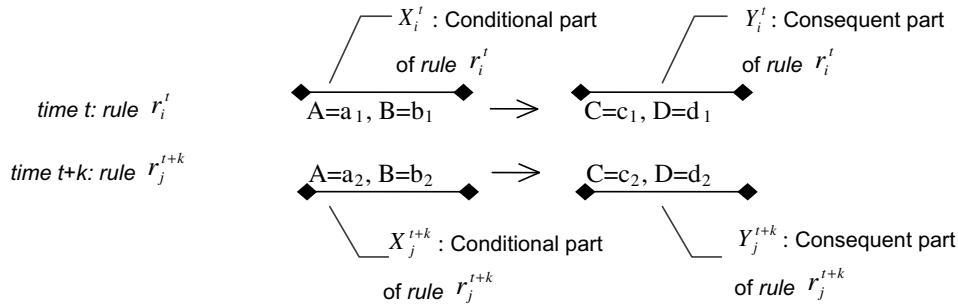 X_i^t : Conditional part
of rule r_i^t
Y_i^t : Consequent part
of rule r_i^t
time t: rule r_i^t
A=a₁, B=b₁ → C=c₁, D=d₁
time t+k: rule r_j^{t+k}
A=a₂, B=b₂ → C=c₂, D=d₂
X_j^{t+k} : Conditional part
of rule r_j^{t+k}
Y_j^{t+k} : Consequent part
of rule r_j^{t+k}